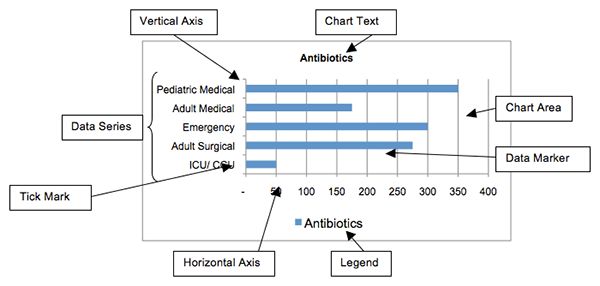 Vertical Axis
Chart Text
Antibiotics
Pediatric Medical
Adult Medical
Emergency
Adult Surgical
ICU/ CSU
Data Series
Chart Area
Data Marker
Tick Mark
- 50 100 150 200 250 300 350 400
Antibiotics
Horizontal Axis
Legend